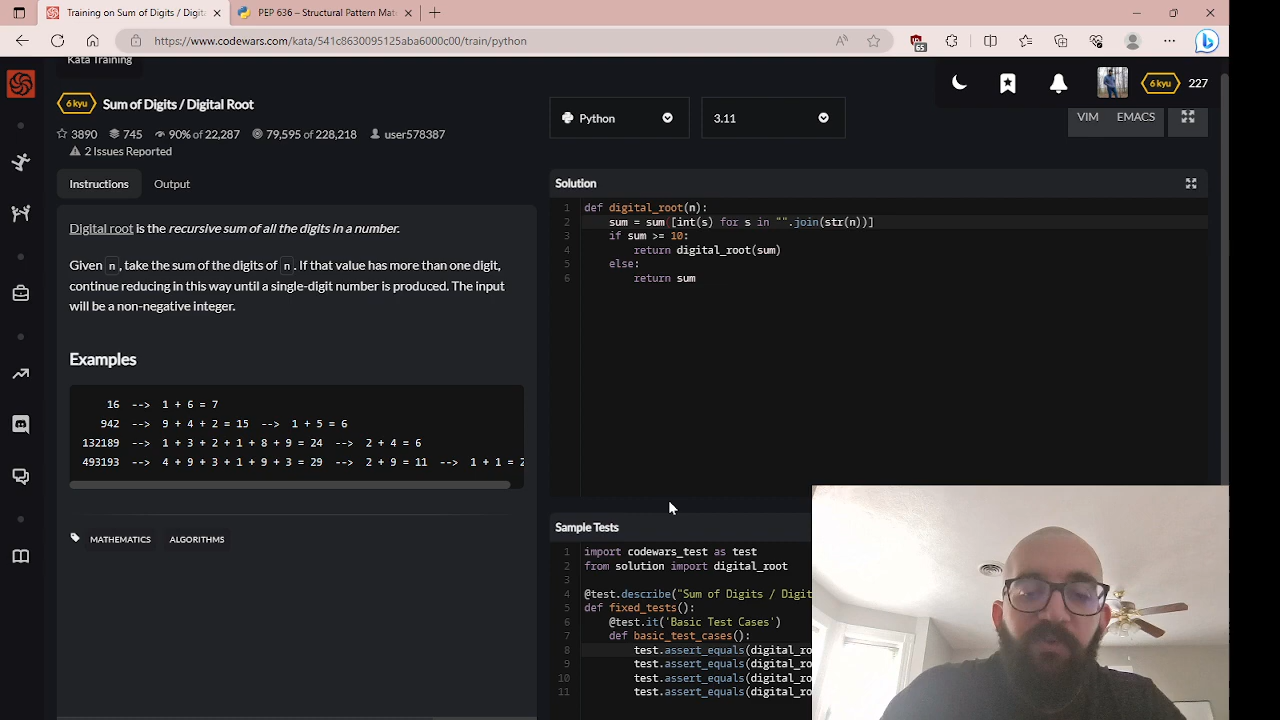 Training on Sum of Digits / Digita
PEP 636 – Structural Pattern Mat
https://www.codewars.com/kata/541c8630095125aba6000c00/train/python
65
Kata Training
6 kyu
227
6 kyu
Sum of Digits / Digital Root
3890
745
90% of 22,287
79,595 of 228,218
user578387
2 Issues Reported
Python
3.11
VIM
EMACS
Instructions
Output
Digital root is the recursive sum of all the digits in a number.
Given n, take the sum of the digits of n. If that value has more than one digit,
continue reducing in this way until a single-digit number is produced. The input
will be a non-negative integer.
Examples
16 --> 1 + 6 = 7
942 --> 9 + 4 + 2 = 15 --> 1 + 5 = 6
132189 --> 1 + 3 + 2 + 1 + 8 + 9 = 24 --> 2 + 4 = 6
493193 --> 4 + 9 + 3 + 1 + 9 + 3 = 29 --> 2 + 9 = 11 --> 1 + 1 = 2
MATHEMATICS
ALGORITHMS
Solution
1 def digital_root(n):
2 sum = sum([int(s) for s in "".join(str(n))]
3 if sum >= 10:
4 return digital_root(sum)
5 else:
6 return sum
Sample Tests
1 import codewars_test as test
2 from solution import digital_root
3
4 @test.describe("Sum of Digits / Digit
5 def fixed_tests():
6 @test.it('Basic Test Cases')
7 def basic_test_cases():
8 test.assert_equals(digital_ro
9 test.assert_equals(digital_ro
10 test.assert_equals(digital_ro
11 test.assert_equals(digital_ro